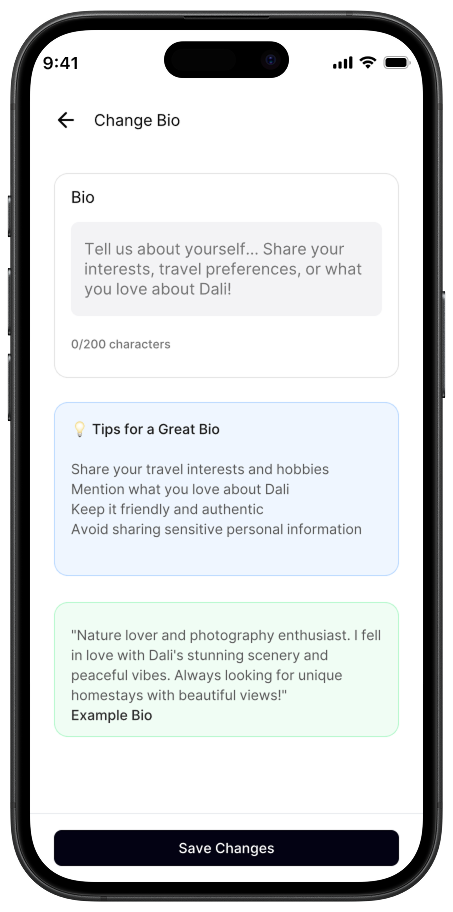 9:41
Change Bio
Bio
Tell us about yourself... Share your
interests, travel preferences, or what
you love about Dali!
0/200 characters
💡 Tips for a Great Bio
Share your travel interests and hobbies
Mention what you love about Dali
Keep it friendly and authentic
Avoid sharing sensitive personal information
"Nature lover and photography enthusiast. I fell
in love with Dali's stunning scenery and
peaceful vibes. Always looking for unique
homestays with beautiful views!"
Example Bio
Save Changes